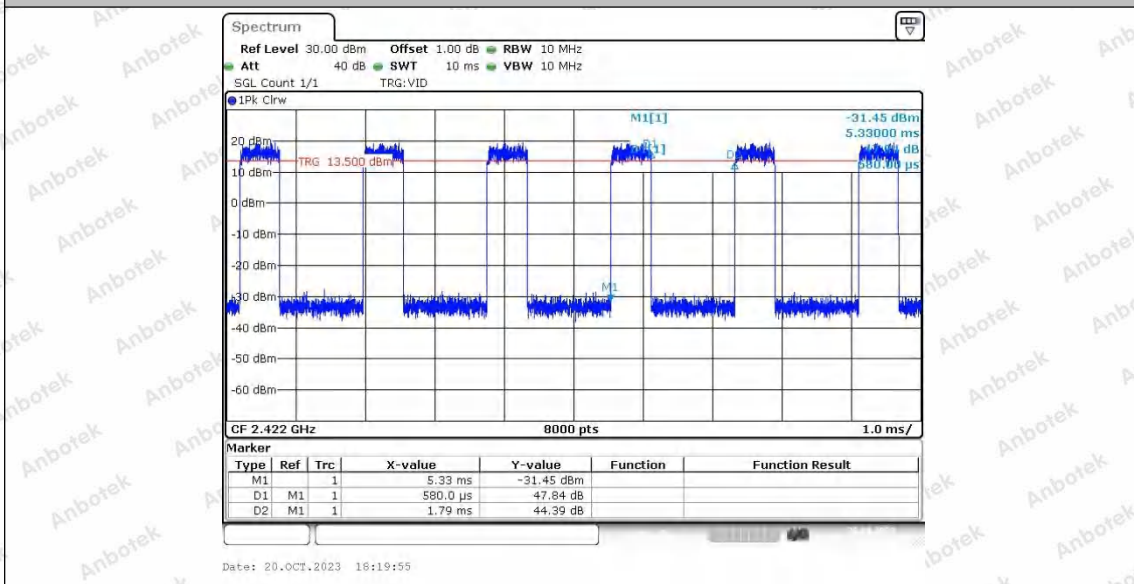 Spectrum
Ref Level 30.00 dBm Offset 1.00 dB RBW 10 MHz
Att 40 dB SWT 10 ms VBW 10 MHz
SGL Count 1/1 TRG:VID
1Pk Clrw
M1[1] -31.45 dBm
5.33000 ms
dB
580.00 µs
20 dBm
TRG 13.500 dBm
10 dBm
0 dBm
-10 dBm
-20 dBm
-30 dBm
M1
-40 dBm
-50 dBm
-60 dBm
CF 2.422 GHz 8000 pts 1.0 ms/
Marker
Type Ref Trc X-value Y-value Function Function Result
M1 1 5.33 ms -31.45 dBm
D1 M1 1 580.0 µs 47.84 dB
D2 M1 1 1.79 ms 44.39 dB
Date: 20.OCT.2023 18:19:55
Anbotek